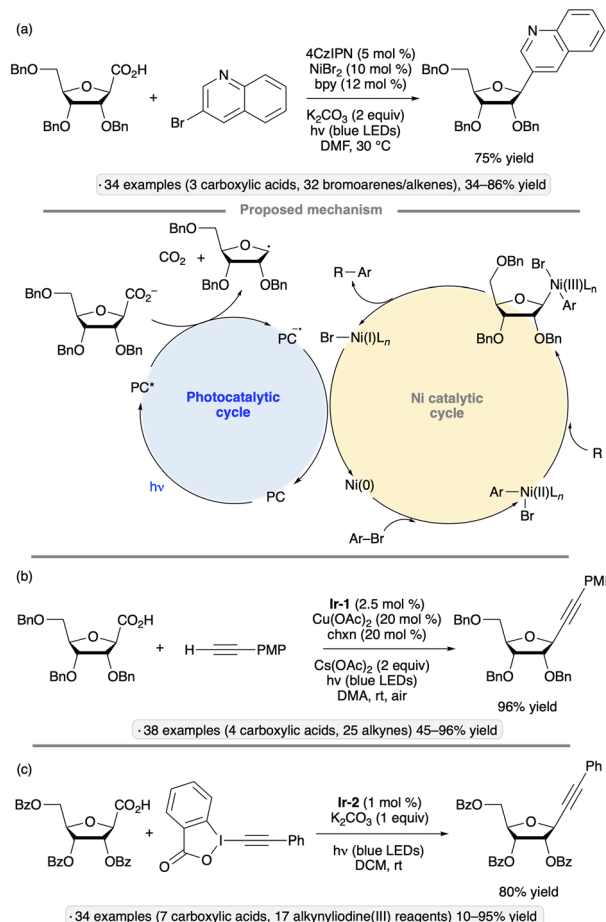 (a)
BnO
O
CO2H
BnO
OBn
+
N
Br
4CzIPN (5 mol %)
NiBr2 (10 mol %)
bpy (12 mol %)
K2CO3 (2 equiv)
hv (blue LEDs)
DMF, 30 °C
N
BnO
O
BnO
OBn
75% yield
· 34 examples (3 carboxylic acids, 32 bromoarenes/alkenes), 34–86% yield
Proposed mechanism
CO2 +
BnO
O
·
BnO
OBn
BnO
O
CO2−
BnO
OBn
PC*
PC−•
hν
PC
Photocatalytic
cycle
R–Ar
Br–Ni(I)Ln
Ni(0)
Ar–Br
Ar–Ni(II)Ln
Br
R
OBn
O
Br
Ni(III)Ln
Ar
BnO
OBn
Ni catalytic
cycle
(b)
BnO
O
CO2H
BnO
OBn
+
H
PMP
Ir-1 (2.5 mol %)
Cu(OAc)2 (20 mol %)
chxn (20 mol %)
Cs(OAc)2 (2 equiv)
hv (blue LEDs)
DMA, rt, air
BnO
O
BnO
OBn
96% yield
· 38 examples (4 carboxylic acids, 25 alkynes) 45–96% yield
(c)
BzO
O
CO2H
BzO
OBz
+
I
Ph
O
O
Ir-2 (1 mol %)
K2CO3 (1 equiv)
hv (blue LEDs)
DCM, rt
Ph
BzO
O
BzO
OBz
80% yield
· 34 examples (7 carboxylic acids, 17 alkynyliodine(III) reagents) 10–95% yield